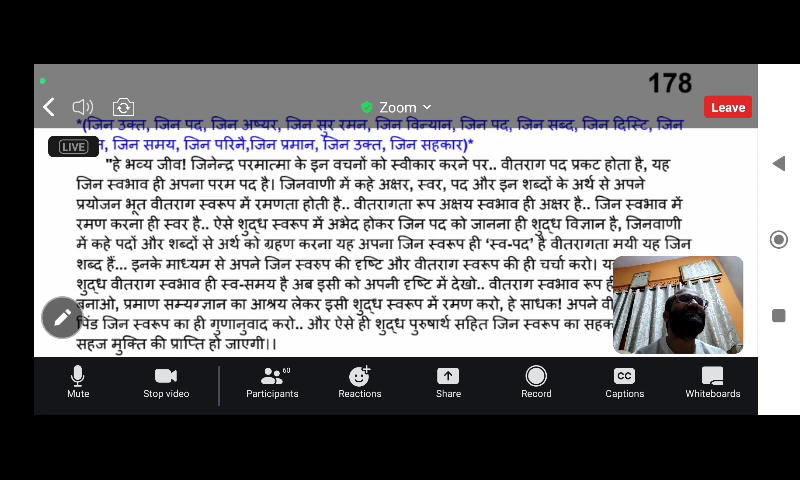 178
Zoom
Leave
*(जिन उक्त, जिन पद, जिन अष्यर, जिन सुर रमन, जिन विन्यान, जिन पद, जिन सब्द, जिन दिस्टि, जिन
LIVE
जिन समय, जिन परिनै,जिन प्रमान, जिन उक्त, जिन सहकार)*
"हे भव्य जीव! जिनेन्द्र परमात्मा के इन वचनों को स्वीकार करने पर.. वीतराग पद प्रकट होता है, यह
जिन स्वभाव ही अपना परम पद है। जिनवाणी में कहे अक्षर, स्वर, पद और इन शब्दों के अर्थ से अपने
प्रयोजन भूत वीतराग स्वरूप में रमणता होती है.. वीतरागता रूप अक्षय स्वभाव ही अक्षर है.. जिन स्वभाव में
रमण करना ही स्वर है.. ऐसे शुद्ध स्वरूप में अभेद होकर जिन पद को जानना ही शुद्ध विज्ञान है, जिनवाणी
में कहे पदों और शब्दों से अर्थ को ग्रहण करना यह अपना जिन स्वरूप ही ‘स्व-पद’ है वीतरागता मयी यह जिन
शब्द हैं... इनके माध्यम से अपने जिन स्वरुप की दृष्टि और वीतराग स्वरूप की ही चर्चा करो।
शुद्ध वीतराग स्वभाव ही स्व-समय है अब इसी को अपनी दृष्टि में देखो.. वीतराग स्वभाव रूप
बनाओ, प्रमाण सम्यग्ज्ञान का आश्रय लेकर इसी शुद्ध स्वरूप में रमण करो, हे साधक! अपने
पिंड जिन स्वरूप का ही गुणानुवाद करो.. और ऐसे ही शुद्ध पुरुषार्थ सहित जिन स्वरूप का
सहज मुक्ति की प्राप्ति हो जाएगी।।
60
CC
Mute Stop video Participants Reactions Share Record Captions Whiteboards